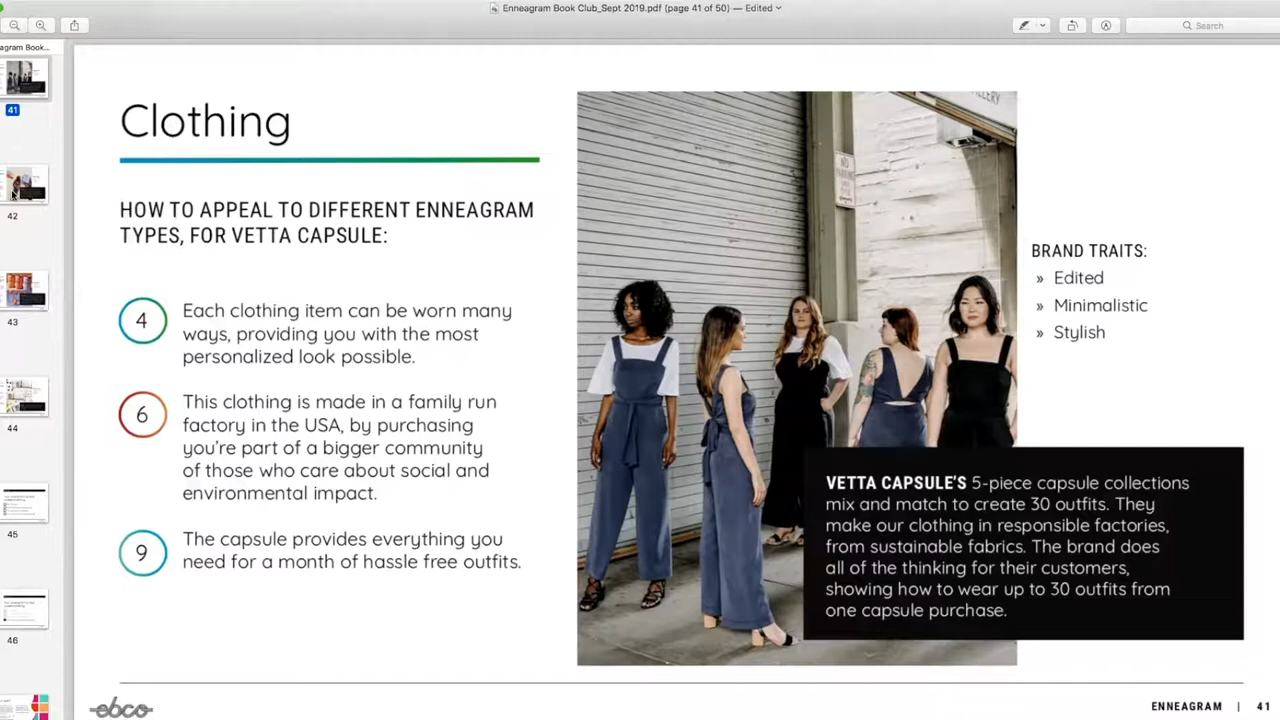 Enneagram Book Club_Sept 2019.pdf (page 41 of 50) — Edited
Search
agram Book...
41
42
43
44
45
46
Clothing
HOW TO APPEAL TO DIFFERENT ENNEAGRAM
TYPES, FOR VETTA CAPSULE:
4
Each clothing item can be worn many
ways, providing you with the most
personalized look possible.
6
This clothing is made in a family run
factory in the USA, by purchasing
you're part of a bigger community
of those who care about social and
environmental impact.
9
The capsule provides everything you
need for a month of hassle free outfits.
LLERY
NO
PARKING
BRAND TRAITS:
» Edited
» Minimalistic
» Stylish
VETTA CAPSULE'S 5-piece capsule collections
mix and match to create 30 outfits. They
make our clothing in responsible factories,
from sustainable fabrics. The brand does
all of the thinking for their customers,
showing how to wear up to 30 outfits from
one capsule purchase.
ebco
ENNEAGRAM | 41